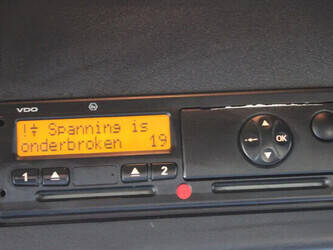 VDO
! Spanning is
onderbroken 19
1
2
OK